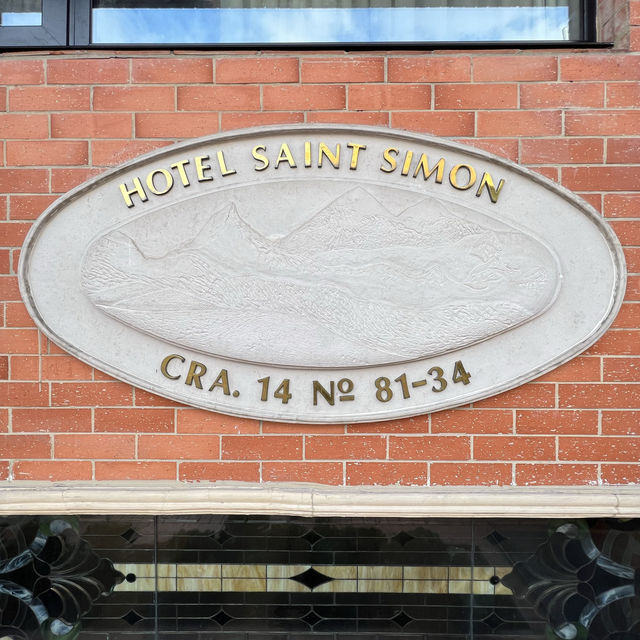 HOTEL SAINT SIMON
CRA. 14 Nº 81-34